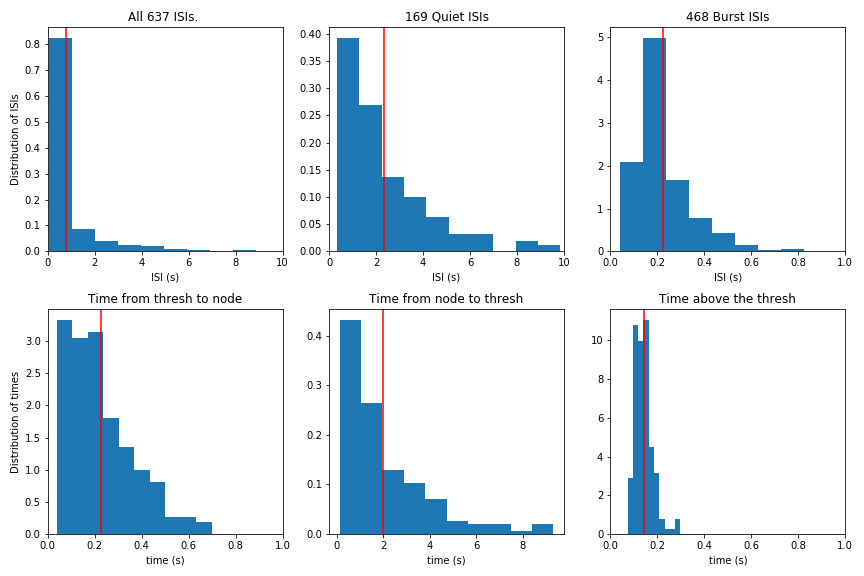 All 637 ISIs.
169 Quiet ISIs
468 Burst ISIs
Distribution of ISIs
0.8
0.7
0.6
0.5
0.4
0.3
0.2
0.1
0.0
0 2 4 6 8 10
ISI (s)
0.40
0.35
0.30
0.25
0.20
0.15
0.10
0.05
0.00
0 2 4 6 8 10
ISI (s)
5
4
3
2
1
0
0.0 0.2 0.4 0.6 0.8 1.0
ISI (s)
Time from thresh to node
Time from node to thresh
Time above the thresh
Distribution of times
3.0
2.5
2.0
1.5
1.0
0.5
0.0
0.0 0.2 0.4 0.6 0.8 1.0
time (s)
0.4
0.3
0.2
0.1
0.0
0 2 4 6 8
time (s)
10
8
6
4
2
0
0.0 0.2 0.4 0.6 0.8 1.0
time (s)